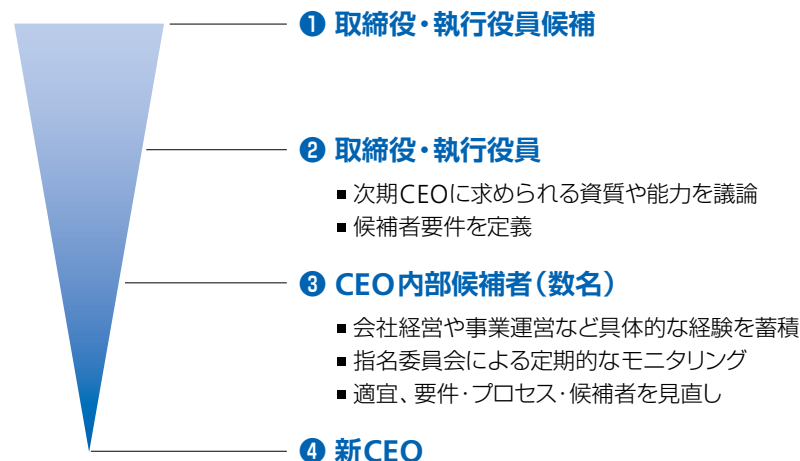 ❶ 取締役・執行役員候補
❷ 取締役・執行役員
■ 次期CEOに求められる資質や能力を議論
■ 候補者要件を定義
❸ CEO内部候補者（数名）
■ 会社経営や事業運営など具体的な経験を蓄積
■ 指名委員会による定期的なモニタリング
■ 適宜、要件・プロセス・候補者を見直し
❹ 新CEO